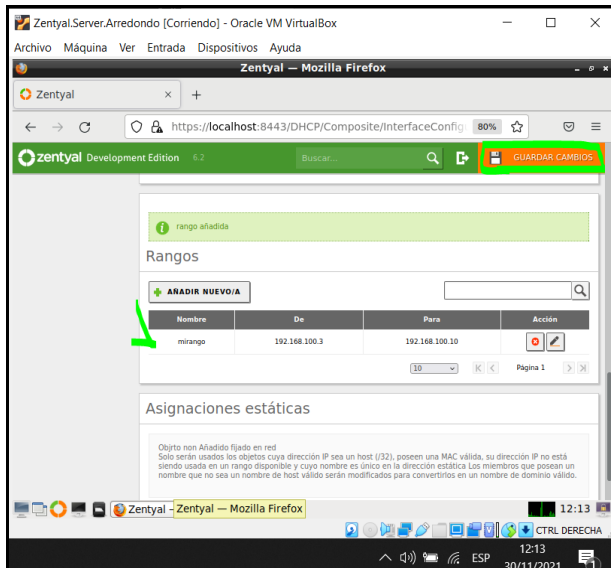 Zentyal.Server.Arredondo [Corriendo] - Oracle VM VirtualBox
Archivo Máquina Ver Entrada Dispositivos Ayuda
Zentyal — Mozilla Firefox
Zentyal
https://localhost:8443/DHCP/Composite/InterfaceConfig 80%
zentyal Development Edition 6.2 Buscar... GUARDAR CAMBIOS
rango añadida
Rangos
AÑADIR NUEVO/A
Nombre De Para Acción
mirango 192.168.100.3 192.168.100.10
10 Página 1
Asignaciones estáticas
Objrto non Añadido fijado en red
Solo serán usados los objetos cuya dirección IP sea un host (/32), poseen una MAC válida, su dirección IP no está
siendo usada en un rango disponible y cuyo nombre es único en la dirección estática Los miembros que posean un
nombre que no sea un nombre de host válido serán modificados para convertirlos en un nombre de dominio válido.
Zentyal - Zentyal — Mozilla Firefox 12:13
CTRL DERECHA
ESP 12:13
30/11/2021 1